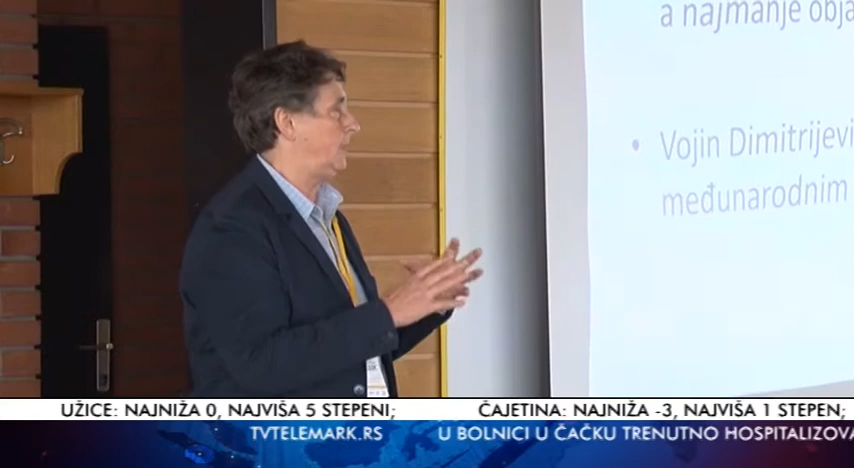 a najmanje obja
• Vojin Dimitrijevi
međunarodnim
UŽICE: NAJNIŽA 0, NAJVIŠA 5 STEPENI; ČAJETINA: NAJNIŽA -3, NAJVIŠA 1 STEPEN;
TVTELEMARK.RS U BOLNICI U ČAČKU TRENUTNO HOSPITALIZOVA